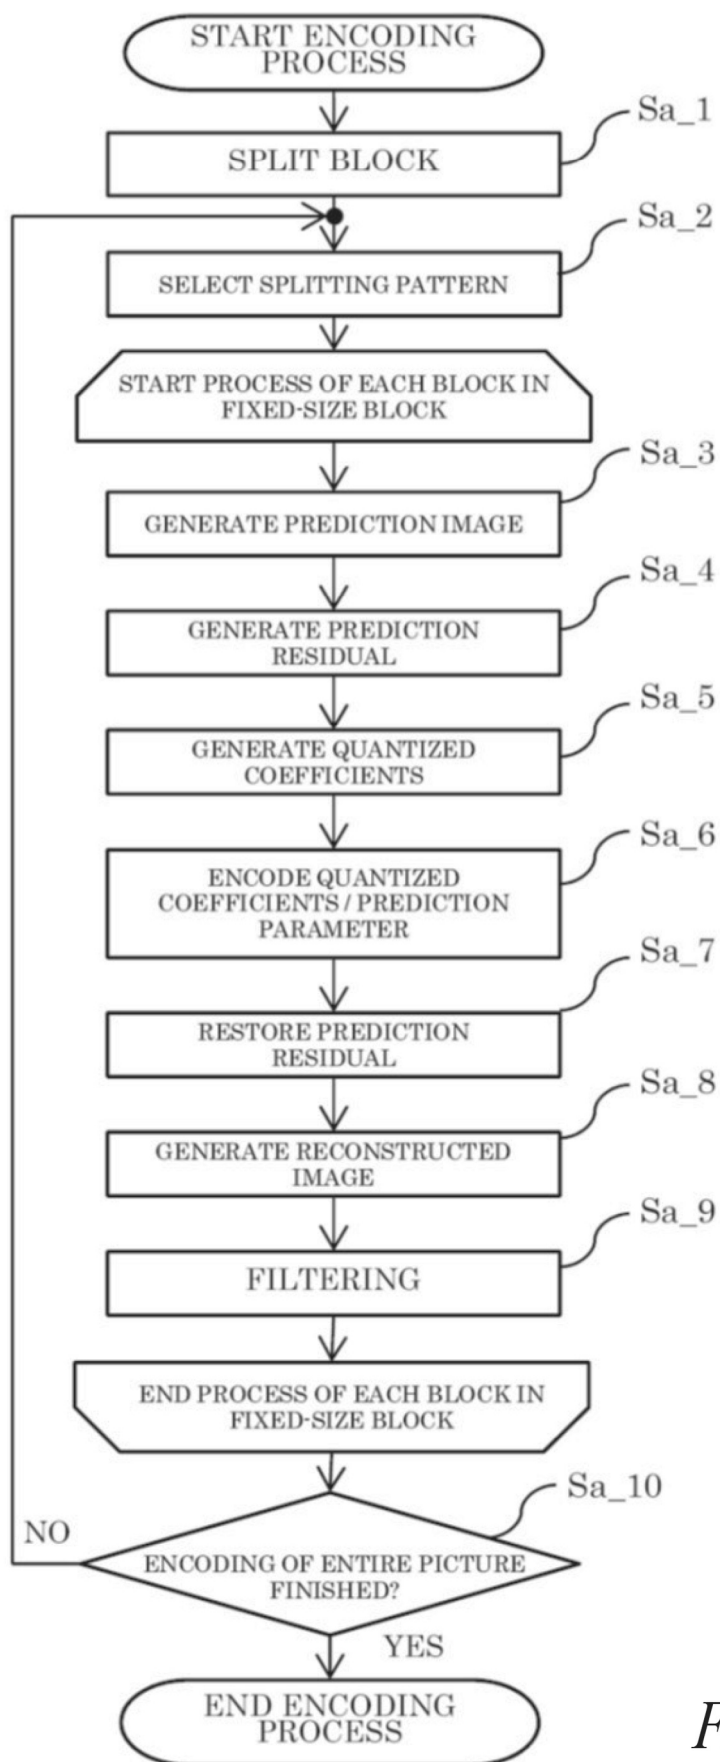 START ENCODING
PROCESS
Sa_1
SPLIT BLOCK
Sa_2
SELECT SPLITTING PATTERN
START PROCESS OF EACH BLOCK IN
FIXED-SIZE BLOCK
Sa_3
GENERATE PREDICTION IMAGE
Sa_4
GENERATE PREDICTION
RESIDUAL
Sa_5
GENERATE QUANTIZED
COEFFICIENTS
Sa_6
ENCODE QUANTIZED
COEFFICIENTS / PREDICTION
PARAMETER
Sa_7
RESTORE PREDICTION
RESIDUAL
Sa_8
GENERATE RECONSTRUCTED
IMAGE
Sa_9
FILTERING
END PROCESS OF EACH BLOCK IN
FIXED-SIZE BLOCK
Sa_10
NO
ENCODING OF ENTIRE PICTURE
FINISHED?
YES
END ENCODING
PROCESS
F